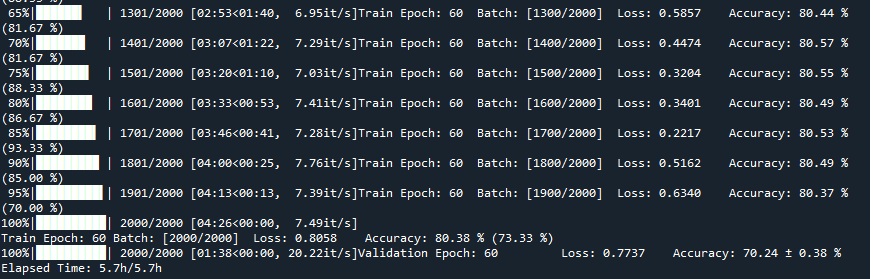 65%|██████▌   | 1301/2000 [02:53<01:40,  6.95it/s]Train Epoch: 60  Batch: [1300/2000]  Loss: 0.5857    Accuracy: 80.44 %
(81.67 %)
70%|███████   | 1401/2000 [03:07<01:22,  7.29it/s]Train Epoch: 60  Batch: [1400/2000]  Loss: 0.4474    Accuracy: 80.57 %
(81.67 %)
75%|███████▌  | 1501/2000 [03:20<01:10,  7.03it/s]Train Epoch: 60  Batch: [1500/2000]  Loss: 0.3204    Accuracy: 80.55 %
(88.33 %)
80%|████████  | 1601/2000 [03:33<00:53,  7.41it/s]Train Epoch: 60  Batch: [1600/2000]  Loss: 0.3401    Accuracy: 80.49 %
(86.67 %)
85%|████████▌ | 1701/2000 [03:46<00:41,  7.28it/s]Train Epoch: 60  Batch: [1700/2000]  Loss: 0.2217    Accuracy: 80.53 %
(93.33 %)
90%|█████████ | 1801/2000 [04:00<00:25,  7.76it/s]Train Epoch: 60  Batch: [1800/2000]  Loss: 0.5162    Accuracy: 80.49 %
(85.00 %)
95%|█████████▌| 1901/2000 [04:13<00:13,  7.39it/s]Train Epoch: 60  Batch: [1900/2000]  Loss: 0.6340    Accuracy: 80.37 %
(70.00 %)
100%|██████████| 2000/2000 [04:26<00:00,  7.49it/s]
Train Epoch: 60 Batch: [2000/2000]  Loss: 0.8058    Accuracy: 80.38 % (73.33 %)
100%|██████████| 2000/2000 [01:38<00:00, 20.22it/s]Validation Epoch: 60         Loss: 0.7737    Accuracy: 70.24 ± 0.38 %
Elapsed Time: 5.7h/5.7h